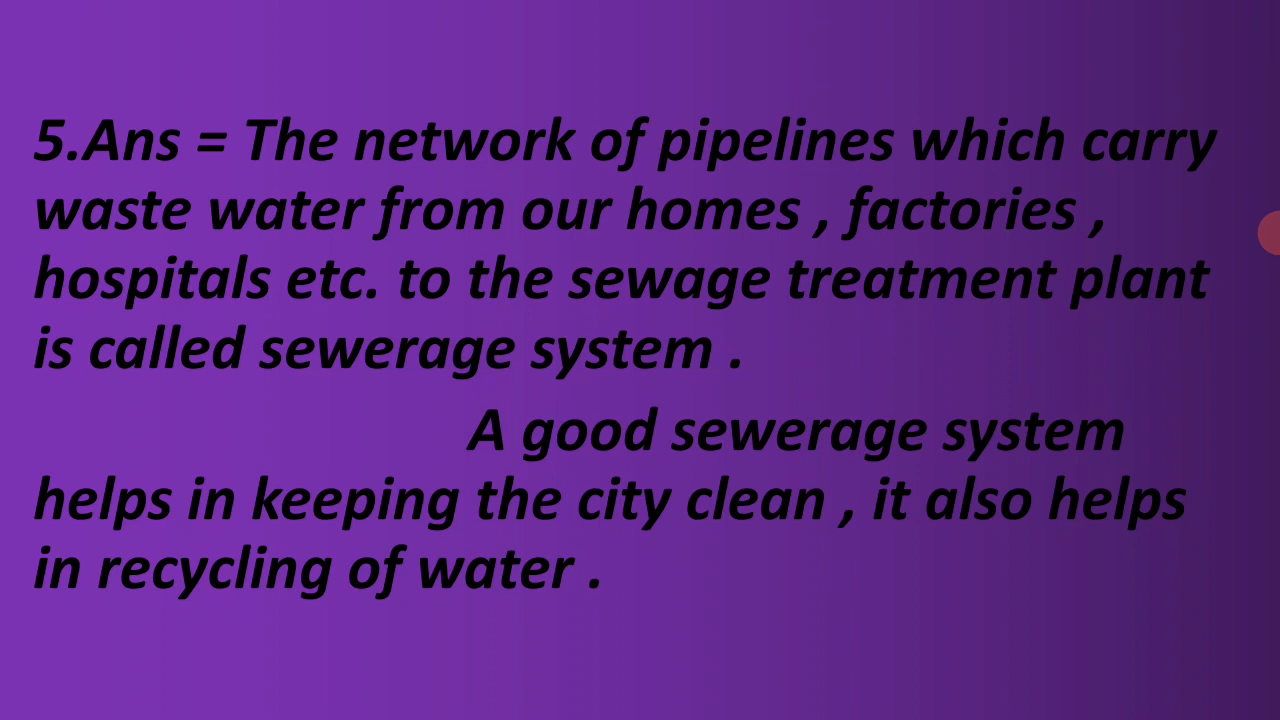 5.Ans = The network of pipelines which carry
waste water from our homes , factories ,
hospitals etc. to the sewage treatment plant
is called sewerage system .
A good sewerage system
helps in keeping the city clean , it also helps
in recycling of water .